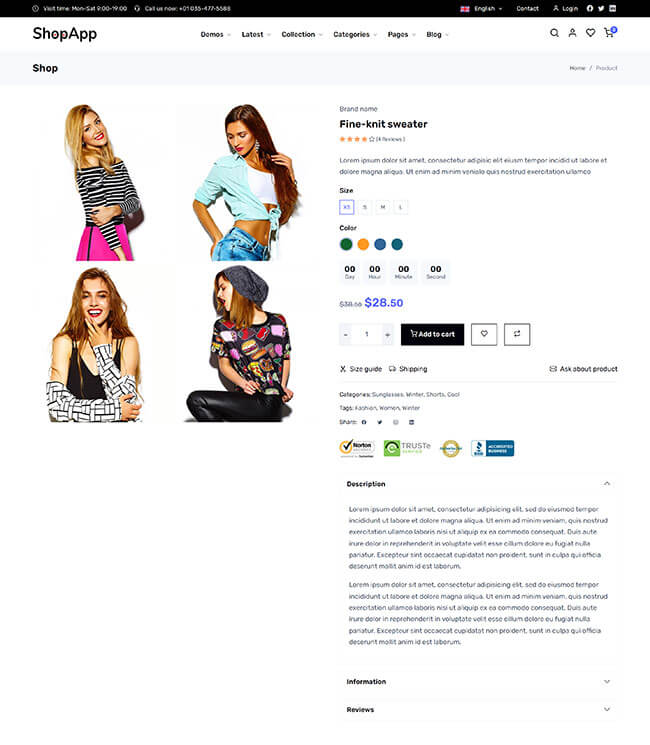 Visit time: Mon-Sat 9:00-19:00 Call us now: +01 035-477-5588 English Contact Login
ShopApp Demos Latest Collection Categories Pages Blog 0
Shop Home / Product
Brand name
Fine-knit sweater
(4 Reviews)
Lorem ipsum dolor sit amet, consectetur adipisic elit eiusm tempor incidid ut labore et
dolore magna aliqua. Ut enim ad minim venialo quis nostrud exercitation ullamco
Size
XS S M L
Color
00 00 00 00
Day Hour Minute Second
$28.50
- 1 + Add to cart
Size guide Shipping Ask about product
Categories: Sunglasses, Winter, Shorts, Cool
Tags: Fashion, Women, Winter
Share:
Norton TRUSTe ACCREDITED
BUSINESS
Description
Lorem ipsum dolor sit amet, consectetur adipisicing elit, sed do eiusmod tempor
incididunt ut labore et dolore magna aliqua. Ut enim ad minim veniam, quis nostrud
exercitation ullamco laboris nisi ut aliquip ex ea commodo consequat. Duis aute
irure dolor in reprehenderit in voluptate velit esse cillum dolore eu fugiat nulla
pariatur. Excepteur sint occaecat cupidatat non proident, sunt in culpa qui officia
deserunt mollit anim id est laborum.
Lorem ipsum dolor sit amet, consectetur adipisicing elit, sed do eiusmod tempor
incididunt ut labore et dolore magna aliqua. Ut enim ad minim veniam, quis nostrud
exercitation ullamco laboris nisi ut aliquip ex ea commodo consequat. Duis aute
irure dolor in reprehenderit in voluptate velit esse cillum dolore eu fugiat nulla
pariatur. Excepteur sint occaecat cupidatat non proident, sunt in culpa qui officia
deserunt mollit anim id est laborum.
Information
Reviews